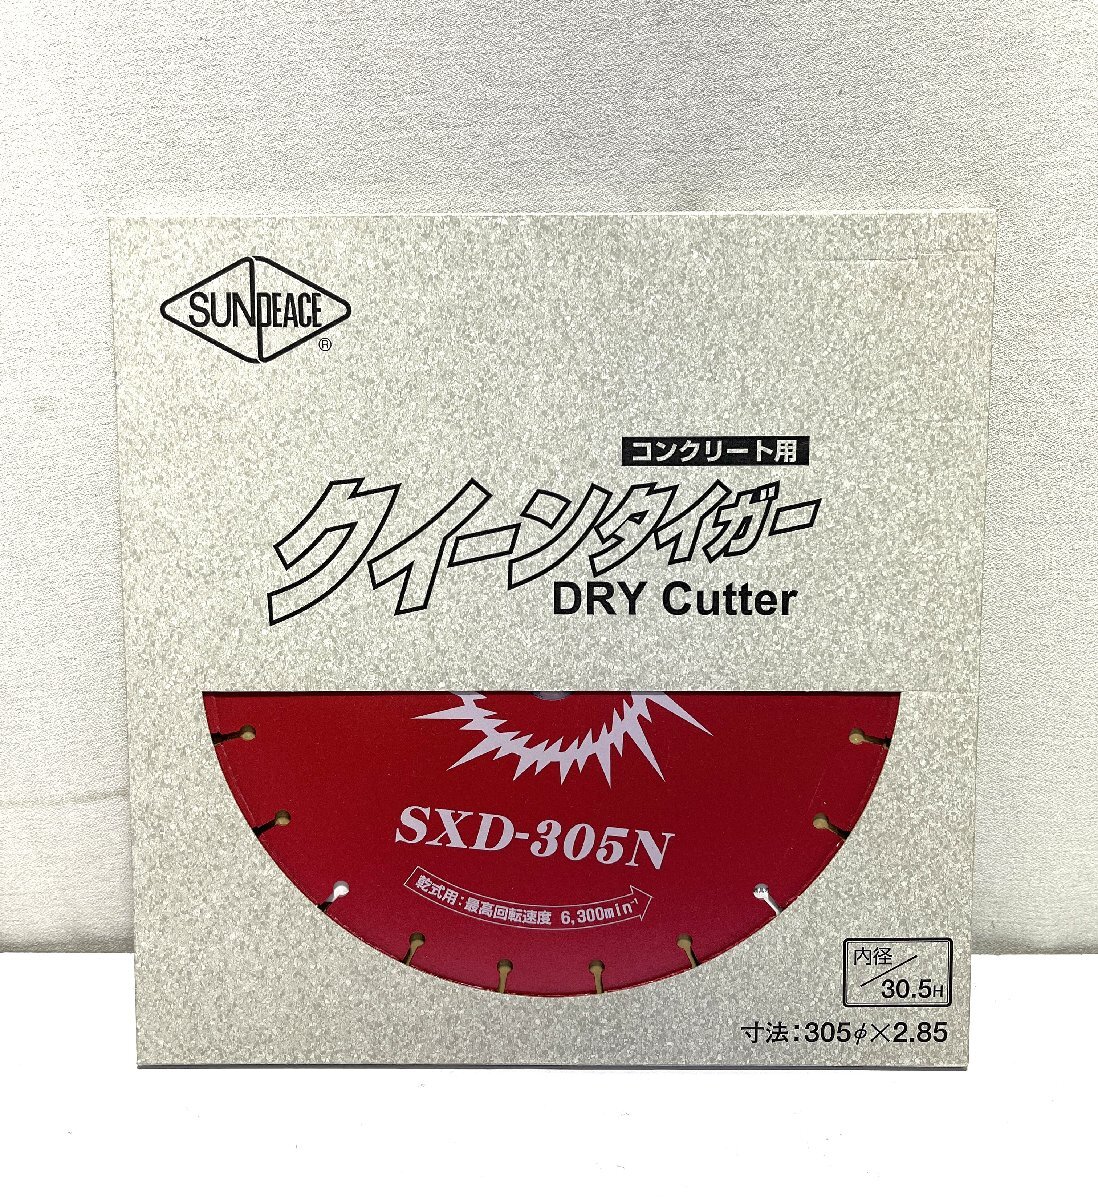 SUNPEACE
®
コンクリート用
クイーンタイガー
DRY Cutter
SXD-305N
乾式用：最高回転速度 6,300min⁻¹
内径
30.5H
寸法：305φ×2.85